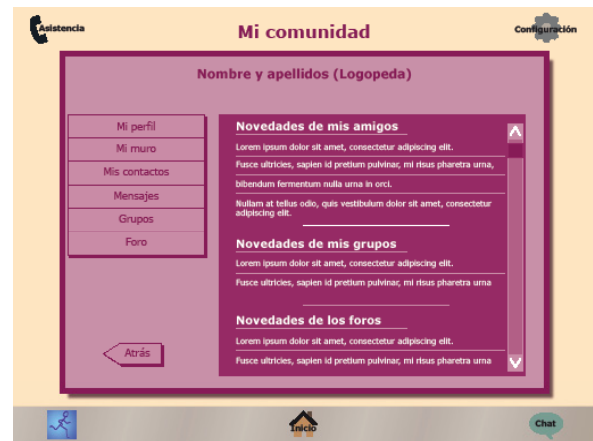 Asistencia
Mi comunidad
Configuración
Nombre y apellidos (Logopeda)
Mi perfil
Mi muro
Mis contactos
Mensajes
Grupos
Foro
Atrás
Novedades de mis amigos
Lorem ipsum dolor sit amet, consectetur adipiscing elit.
Fusce ultricies, sapien id pretium pulvinar, mi risus pharetra urna,
bibendum fermentum nulla urna in orci.
Nullam at tellus odio, quis vestibulum dolor sit amet, consectetur
adipiscing elit.
Novedades de mis grupos
Lorem ipsum dolor sit amet, consectetur adipiscing elit.
Fusce ultricies, sapien id pretium pulvinar, mi risus pharetra urna
Novedades de los foros
Lorem ipsum dolor sit amet, consectetur adipiscing elit.
Fusce ultricies, sapien id pretium pulvinar, mi risus pharetra urna
Inicio
Chat